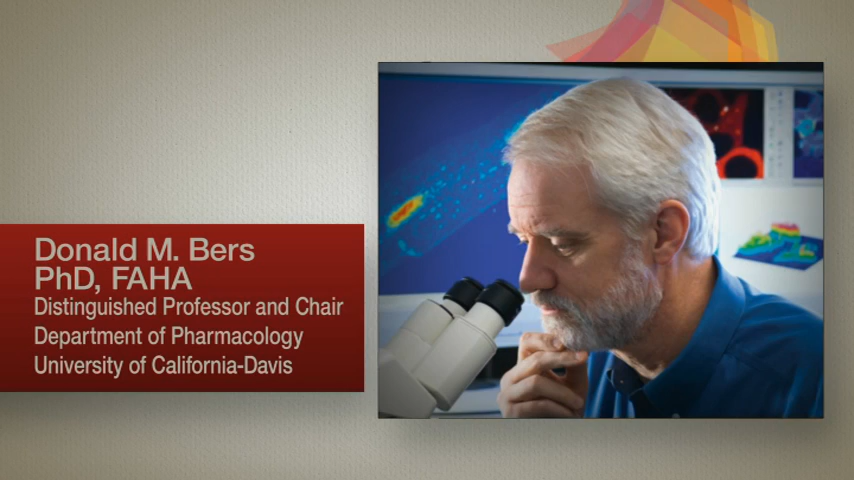 Donald M. Bers
PhD, FAHA
Distinguished Professor and Chair
Department of Pharmacology
University of California-Davis